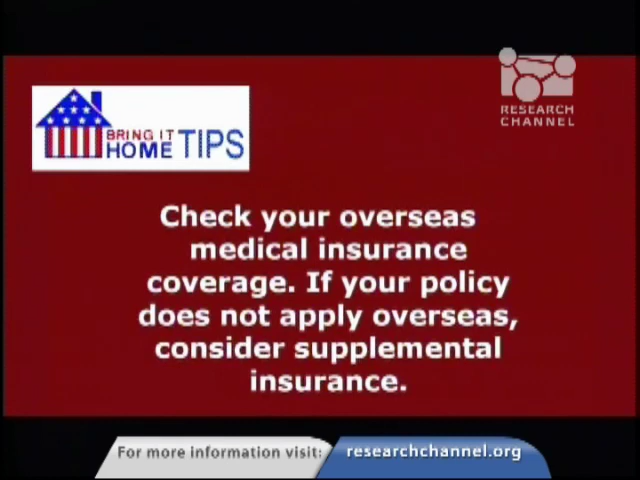 RESEARCH
CHANNEL
BRING IT
HOME TIPS
Check your overseas
medical insurance
coverage. If your policy
does not apply overseas,
consider supplemental
insurance.
For more information visit: researchchannel.org